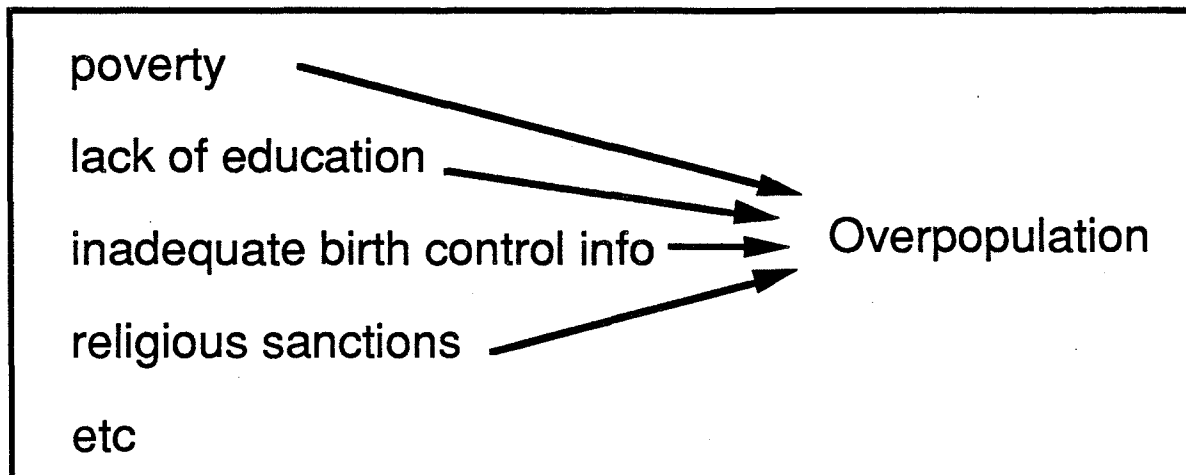 poverty
lack of education
inadequate birth control info
Overpopulation
religious sanctions
etc